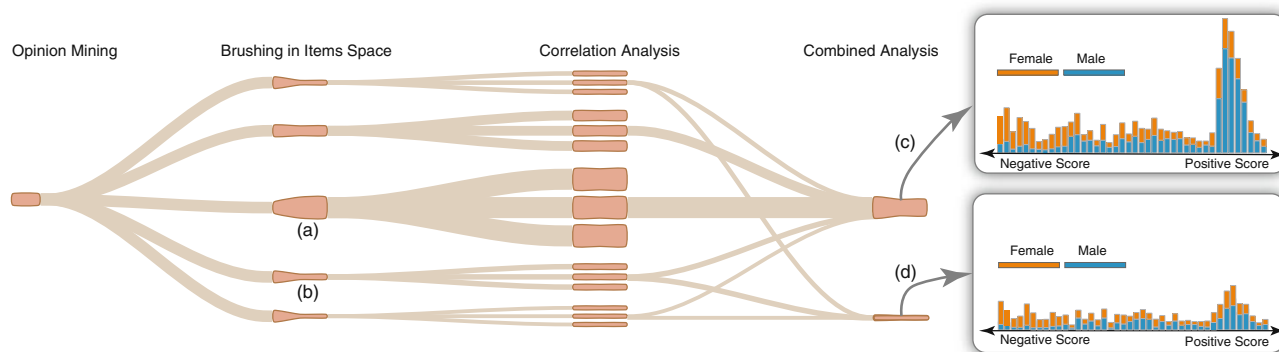 Opinion Mining
Brushing in Items Space
Correlation Analysis
Combined Analysis
(a)
(b)
(c)
(d)
Female Male
Negative Score Positive Score
Female Male
Negative Score Positive Score